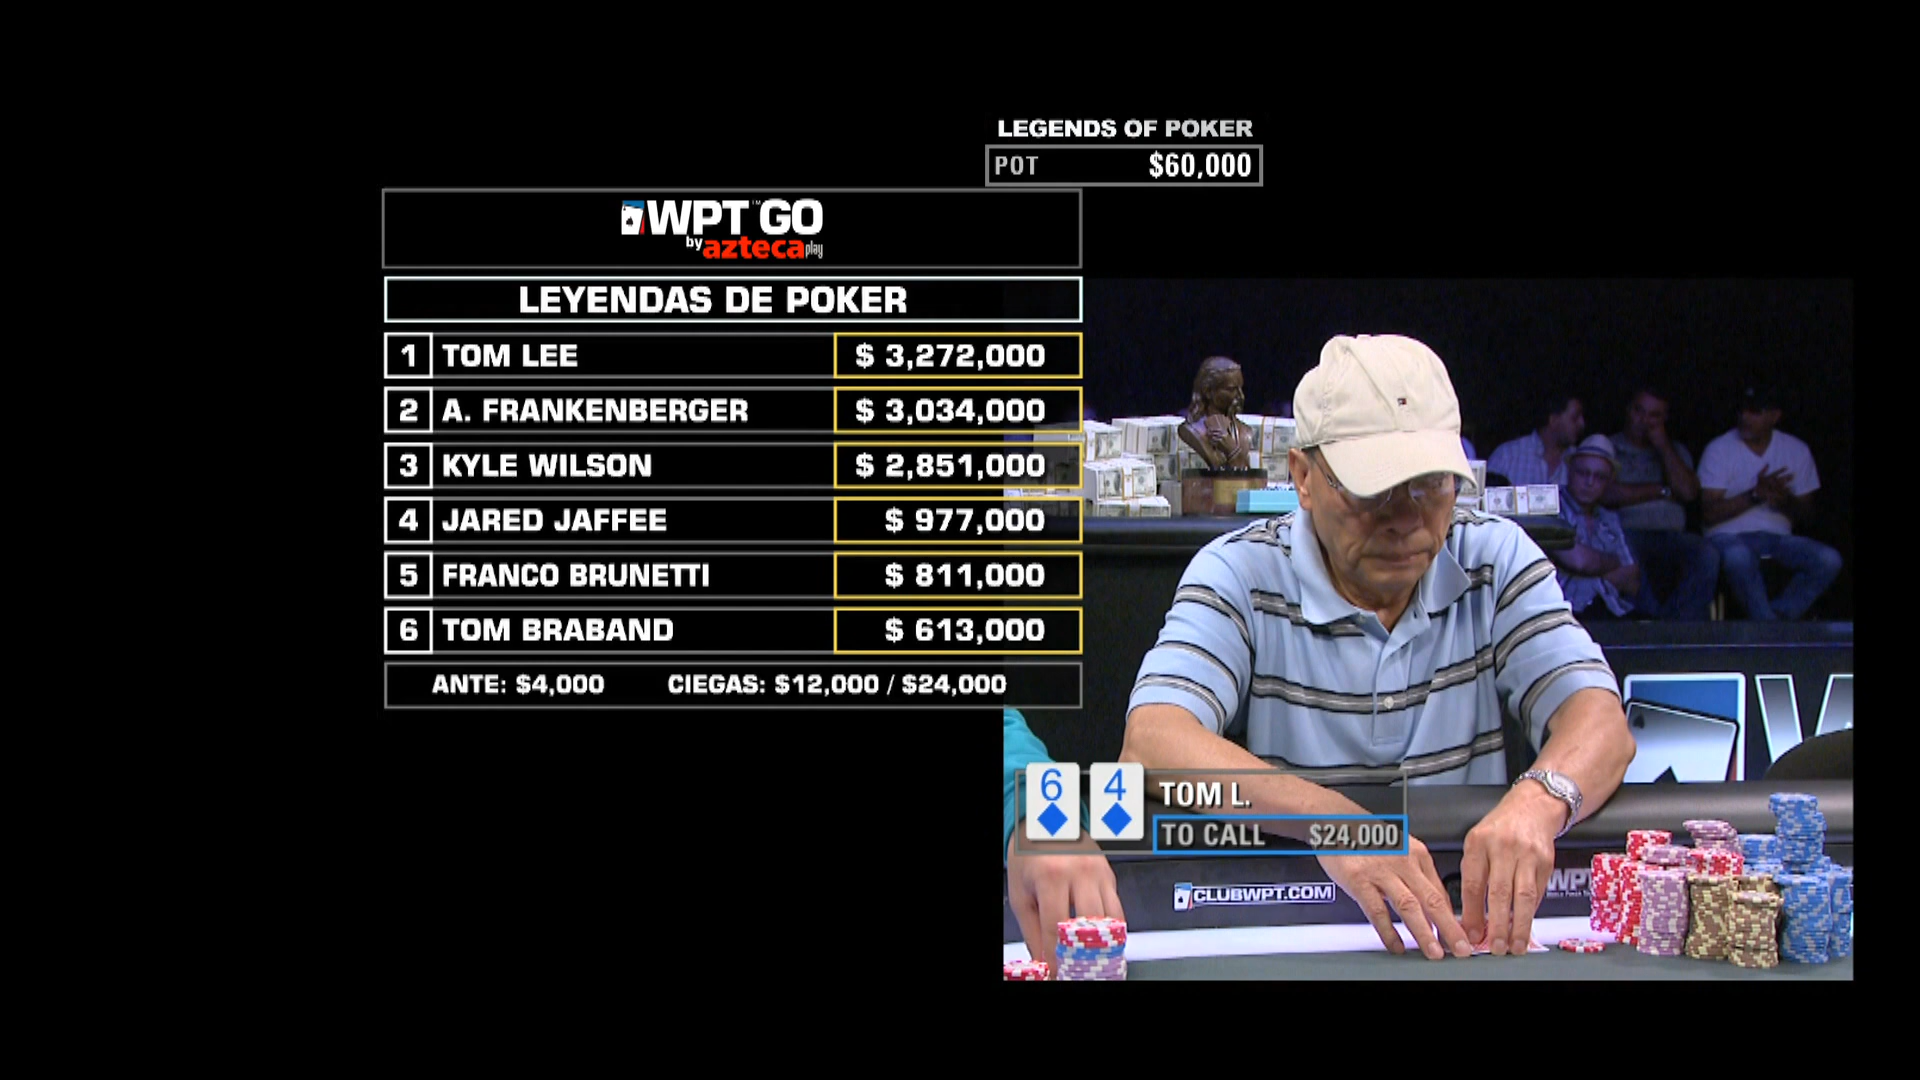 LEGENDS OF POKER
POT $60,000
WPT™ GO
by azteca play
LEYENDAS DE POKER
1 TOM LEE $ 3,272,000
2 A. FRANKENBERGER $ 3,034,000
3 KYLE WILSON $ 2,851,000
4 JARED JAFFEE $ 977,000
5 FRANCO BRUNETTI $ 811,000
6 TOM BRABAND $ 613,000
ANTE: $4,000 CIEGAS: $12,000 / $24,000
6 4 TOM L.
TO CALL $24,000
CLUBWPT.COM
WPT